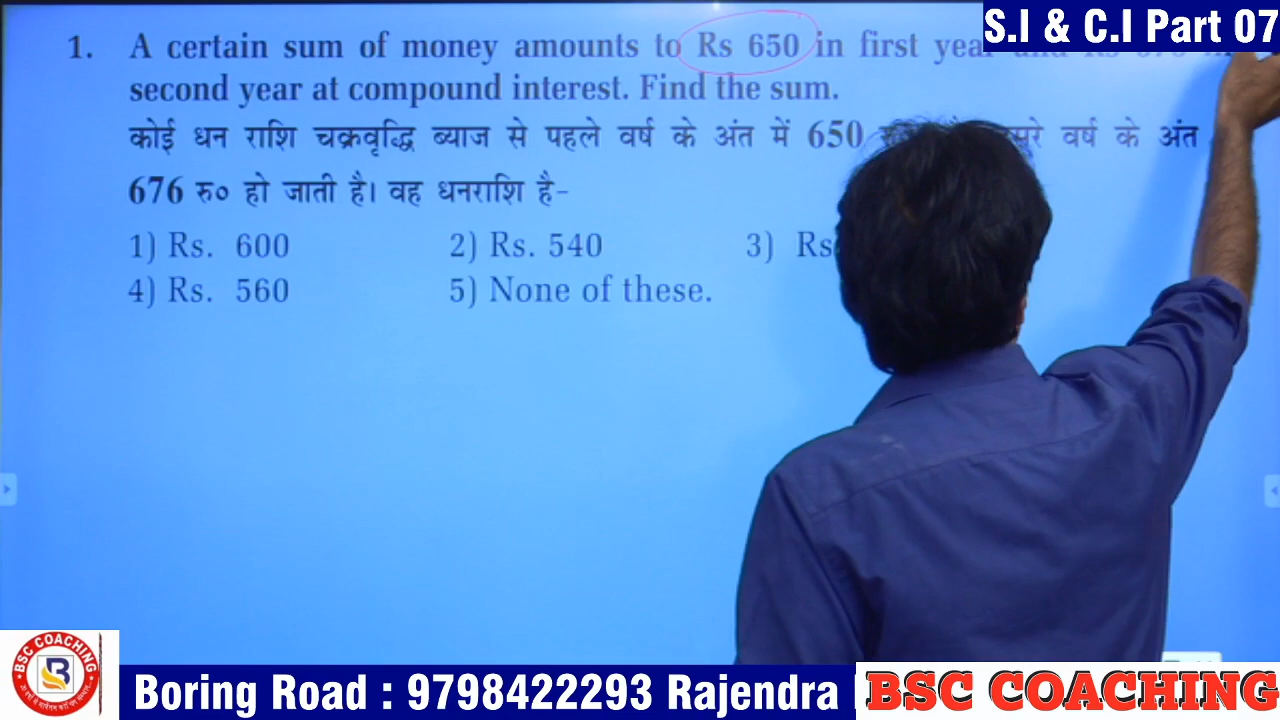 S.I & C.I Part 07
1. A certain sum of money amounts to Rs 650 in first year
second year at compound interest. Find the sum.
कोई धन राशि चक्रवृद्धि ब्याज से पहले वर्ष के अंत में 650 वर्ष के अंत
676 रु० हो जाती है। वह धनराशि है-
1) Rs. 600 2) Rs. 540 3) Rs
4) Rs. 560 5) None of these.
BSC COACHING
Boring Road : 9798422293 Rajendra
BSC COACHING